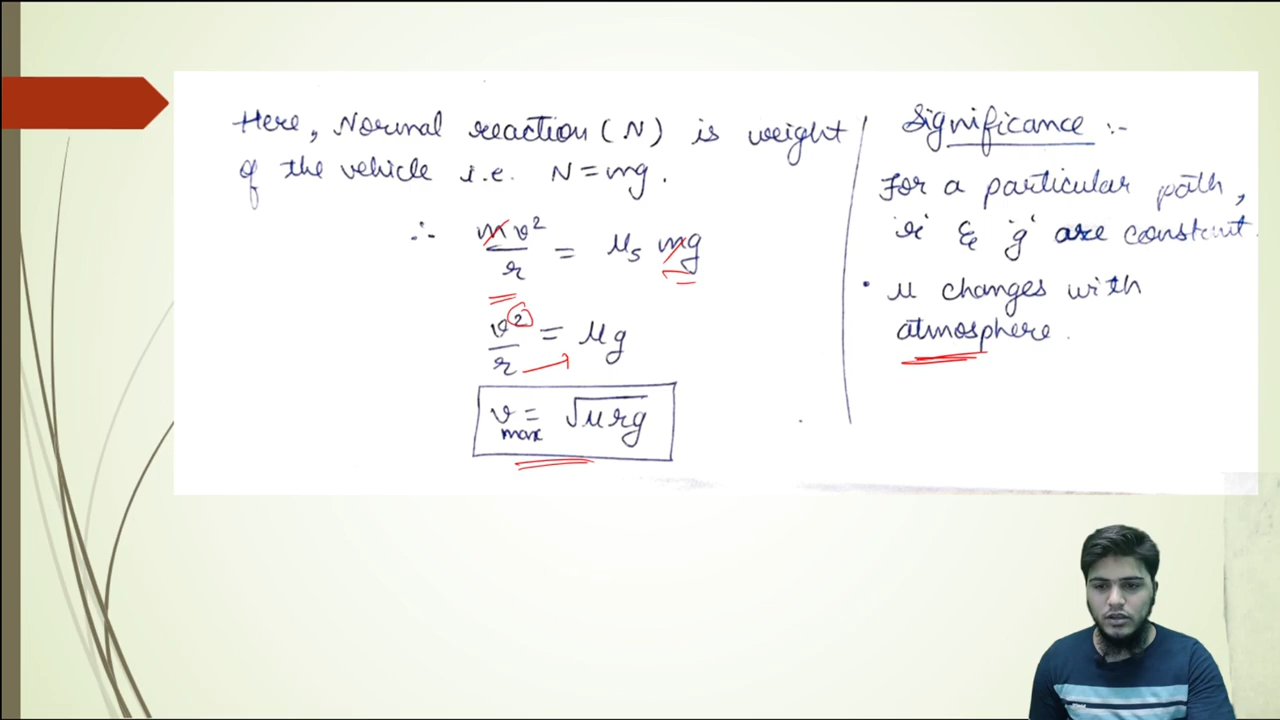 Here, Normal reaction (N) is weight
of the vehicle i.e. N = mg.
∴ mv²/r = μs mg
v²/r = μg
vmax = √μrg
Significance :-
For a particular path,
'r' & 'g' are constant.
• μ changes with
atmosphere.